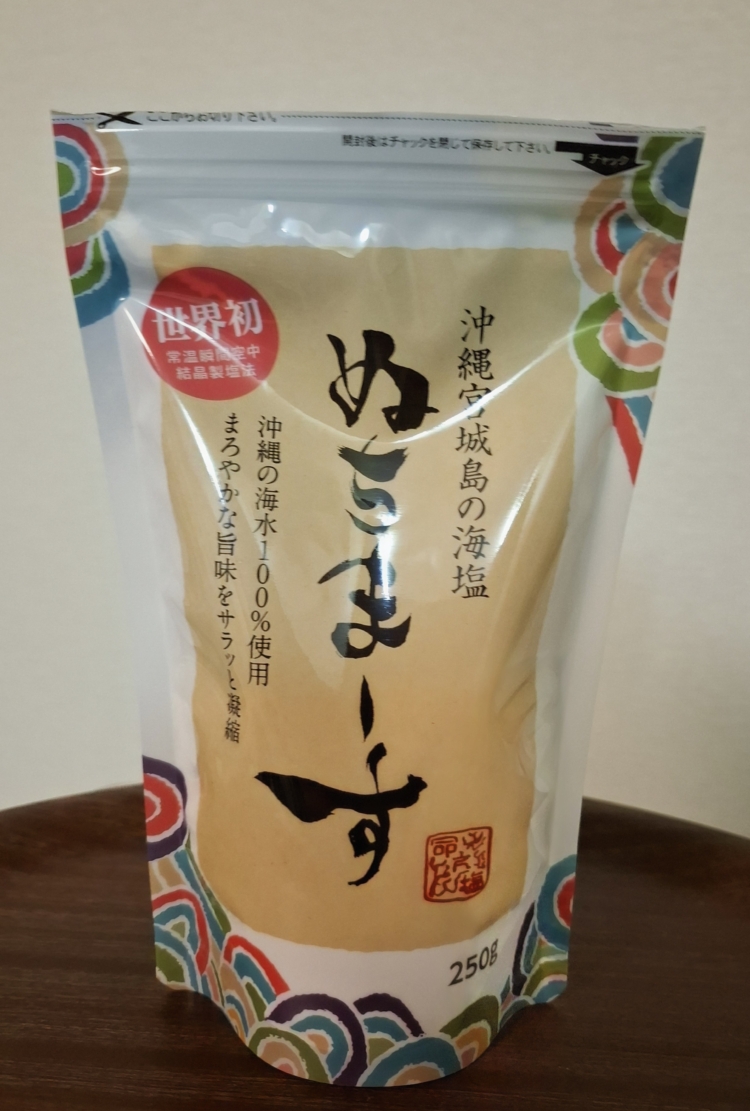 ここからお切り下さい。
開封後はチャックを閉じて保存して下さい。
チャック
世界初
常温瞬間空中
結晶製塩法
沖縄宮城島の海塩
ぬちまーす
沖縄の海水100%使用
まろやかな旨味をサラッと凝縮
250g